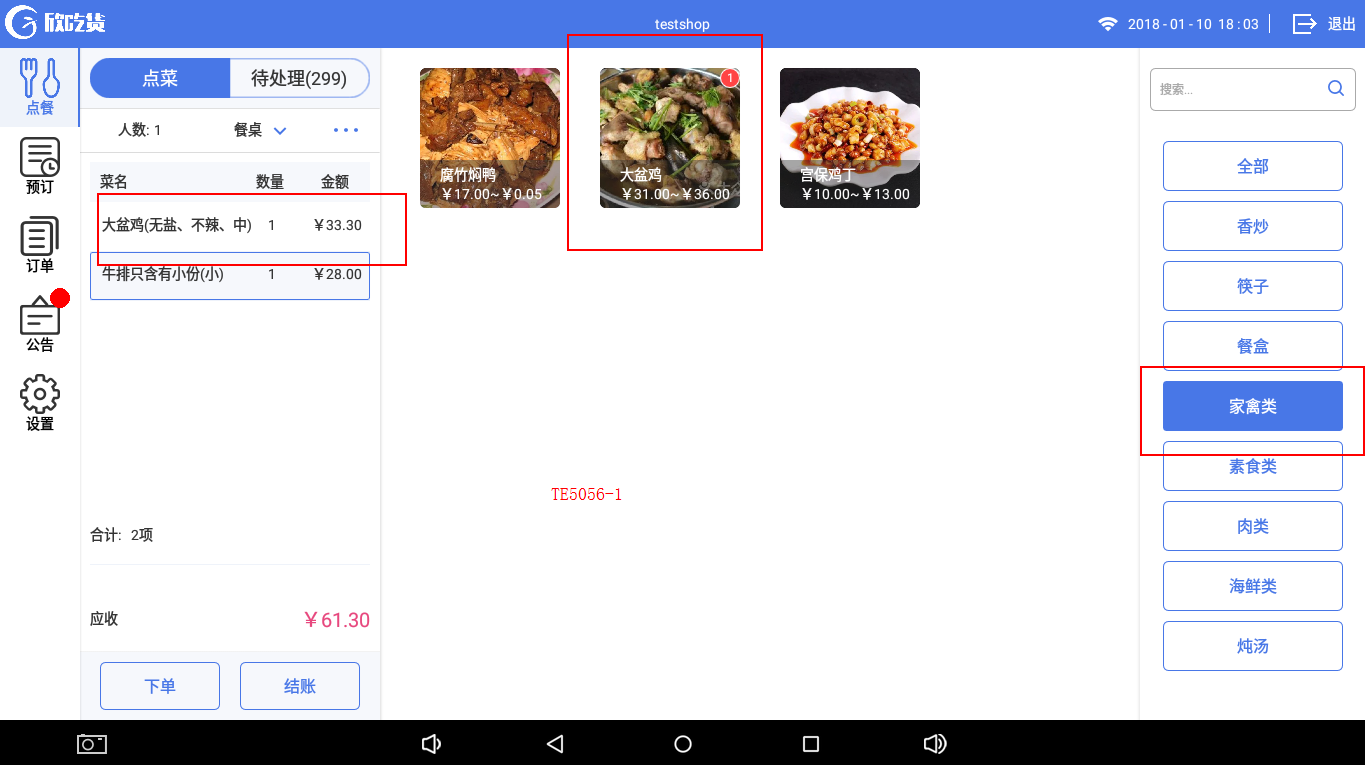 欣吃货
testshop
2018-01-10 18:03
退出
点餐
预订
订单
公告
设置
点菜
待处理(299)
人数: 1
餐桌
菜名 数量 金额
大盆鸡(无盐、不辣、中) 1 ￥33.30
牛排只含有小份(小) 1 ￥28.00
合计: 2项
应收 ￥61.30
下单
结账
腐竹焖鸭
￥17.00~￥0.05
1
大盆鸡
￥31.00~￥36.00
宫保鸡丁
￥10.00~￥13.00
TE5056-1
搜索...
全部
香炒
筷子
餐盒
家禽类
素食类
肉类
海鲜类
炖汤